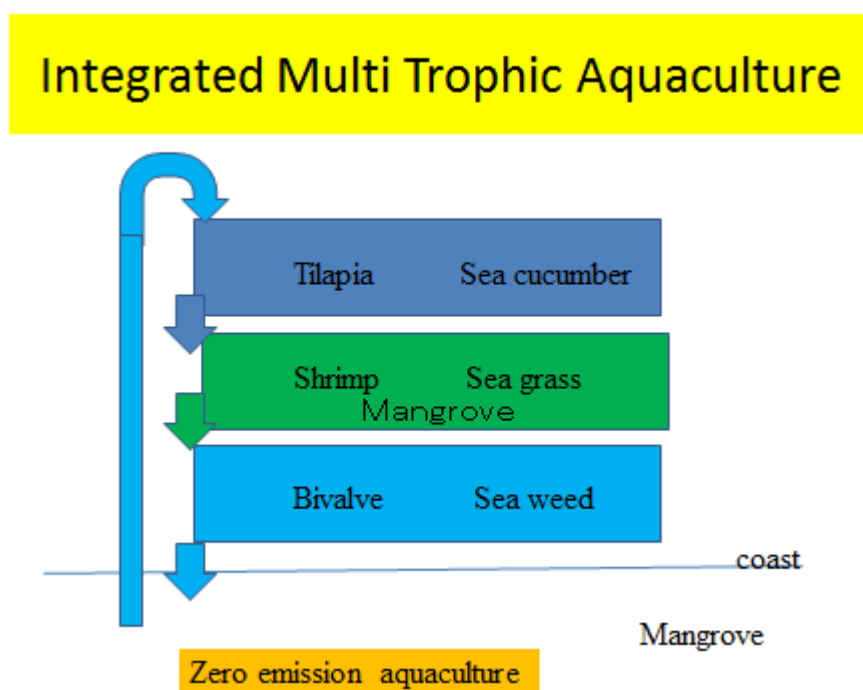 Integrated Multi Trophic Aquaculture
Tilapia Sea cucumber
Shrimp Sea grass
Mangrove
Bivalve Sea weed
coast
Mangrove
Zero emission aquaculture